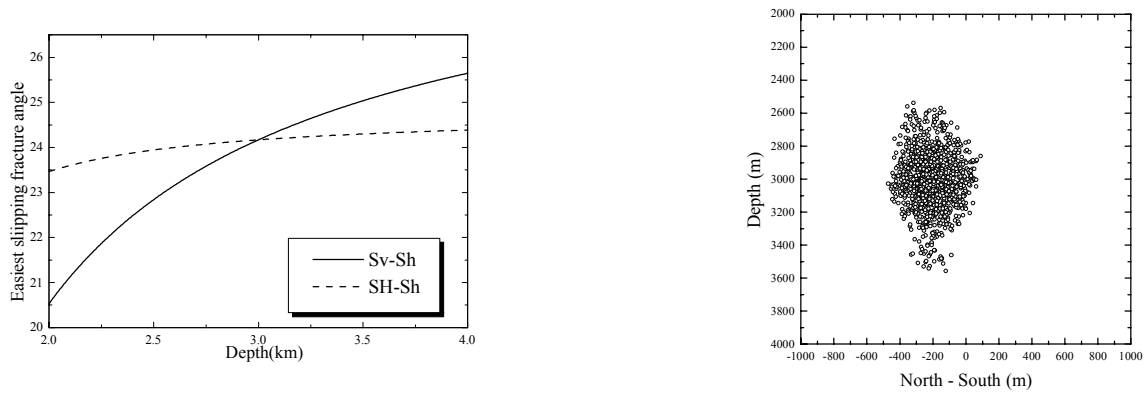 26
25
24
23
22
21
20
2.0 2.5 3.0 3.5 4.0
Easiest sliipping fracture angle
Depth(km)
Sv-Sh
SH-Sh
2000
2200
2400
2600
2800
3000
3200
3400
3600
3800
4000
-1000 -800 -600 -400 -200 0 200 400 600 800 1000
Depth (m)
North - South (m)